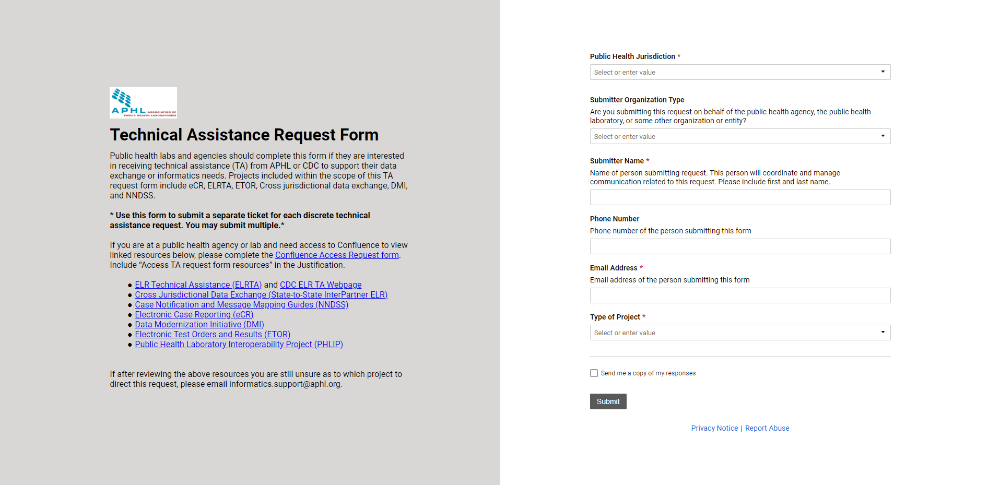 APHL ASSOCIATION OF
PUBLIC HEALTH LABORATORIES
Technical Assistance Request Form
Public health labs and agencies should complete this form if they are interested
in receiving technical assistance (TA) from APHL or CDC to support their data
exchange or informatics needs. Projects included within the scope of this TA
request form include eCR, ELRTA, ETOR, Cross jurisdictional data exchange, DMI,
and NNDSS.
* Use this form to submit a separate ticket for each discrete technical
assistance request. You may submit multiple.*
If you are at a public health agency or lab and need access to Confluence to view
linked resources below, please complete the Confluence Access Request form.
Include “Access TA request form resources” in the Justification.
● ELR Technical Assistance (ELRTA) and CDC ELR TA Webpage
● Cross Jurisdictional Data Exchange (State-to-State InterPartner ELR)
● Case Notification and Message Mapping Guides (NNDSS)
● Electronic Case Reporting (eCR)
● Data Modernization Initiative (DMI)
● Electronic Test Orders and Results (ETOR)
● Public Health Laboratory Interoperability Project (PHLIP)
If after reviewing the above resources you are still unsure as to which project to
direct this request, please email informatics.support@aphl.org.
Public Health Jurisdiction *
Select or enter value
Submitter Organization Type
Are you submitting this request on behalf of the public health agency, the public health
laboratory, or some other organization or entity?
Select or enter value
Submitter Name *
Name of person submitting request. This person will coordinate and manage
communication related to this request. Please include first and last name.
Phone Number
Phone number of the person submitting this form
Email Address *
Email address of the person submitting this form
Type of Project *
Select or enter value
Send me a copy of my responses
Submit
Privacy Notice | Report Abuse